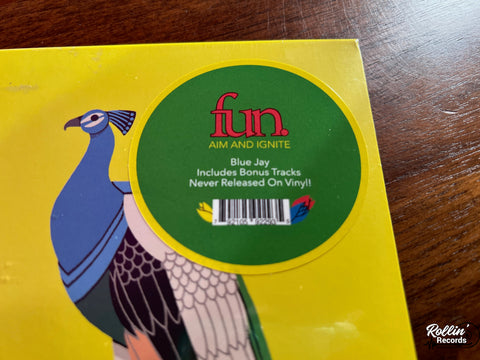 fun.
AIM AND IGNITE
Blue Jay
Includes Bonus Tracks
Never Released On Vinyl!
Rollin'
Records